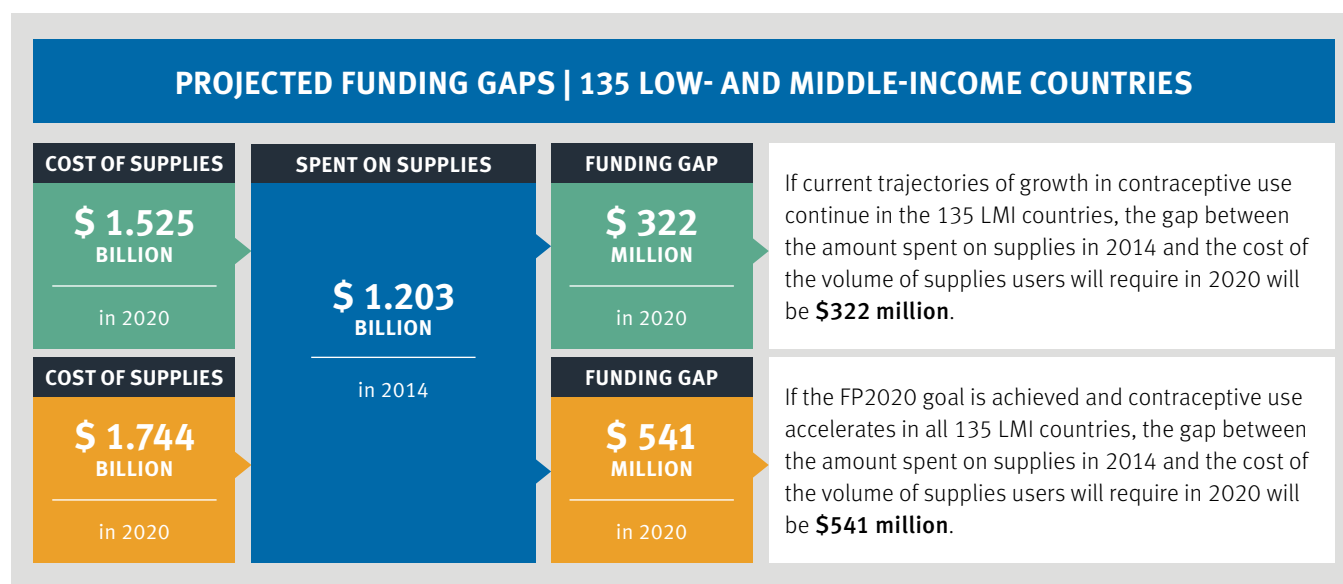 PROJECTED FUNDING GAPS | 135 LOW- AND MIDDLE-INCOME COUNTRIES
COST OF SUPPLIES
$ 1.525
BILLION
in 2020
SPENT ON SUPPLIES
$ 1.203
BILLION
in 2014
FUNDING GAP
$ 322
MILLION
in 2020
If current trajectories of growth in contraceptive use
continue in the 135 LMI countries, the gap between
the amount spent on supplies in 2014 and the cost of
the volume of supplies users will require in 2020 will
be $322 million.
COST OF SUPPLIES
$ 1.744
BILLION
in 2020
FUNDING GAP
$ 541
MILLION
in 2020
If the FP2020 goal is achieved and contraceptive use
accelerates in all 135 LMI countries, the gap between
the amount spent on supplies in 2014 and the cost of
the volume of supplies users will require in 2020 will
be $541 million.